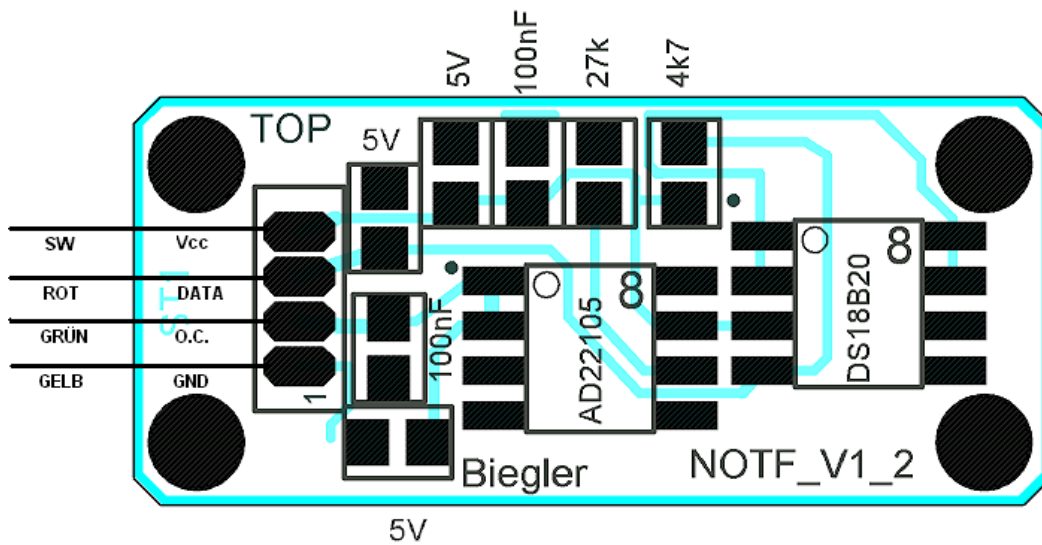 5V
100nF
27k
4k7
TOP
5V
SW Vcc
ROT DATA
GRÜN O.C.
GELB GND
ST1
1
100nF
8
AD22105
8
DS18B20
Biegler
NOTF_V1_2
5V